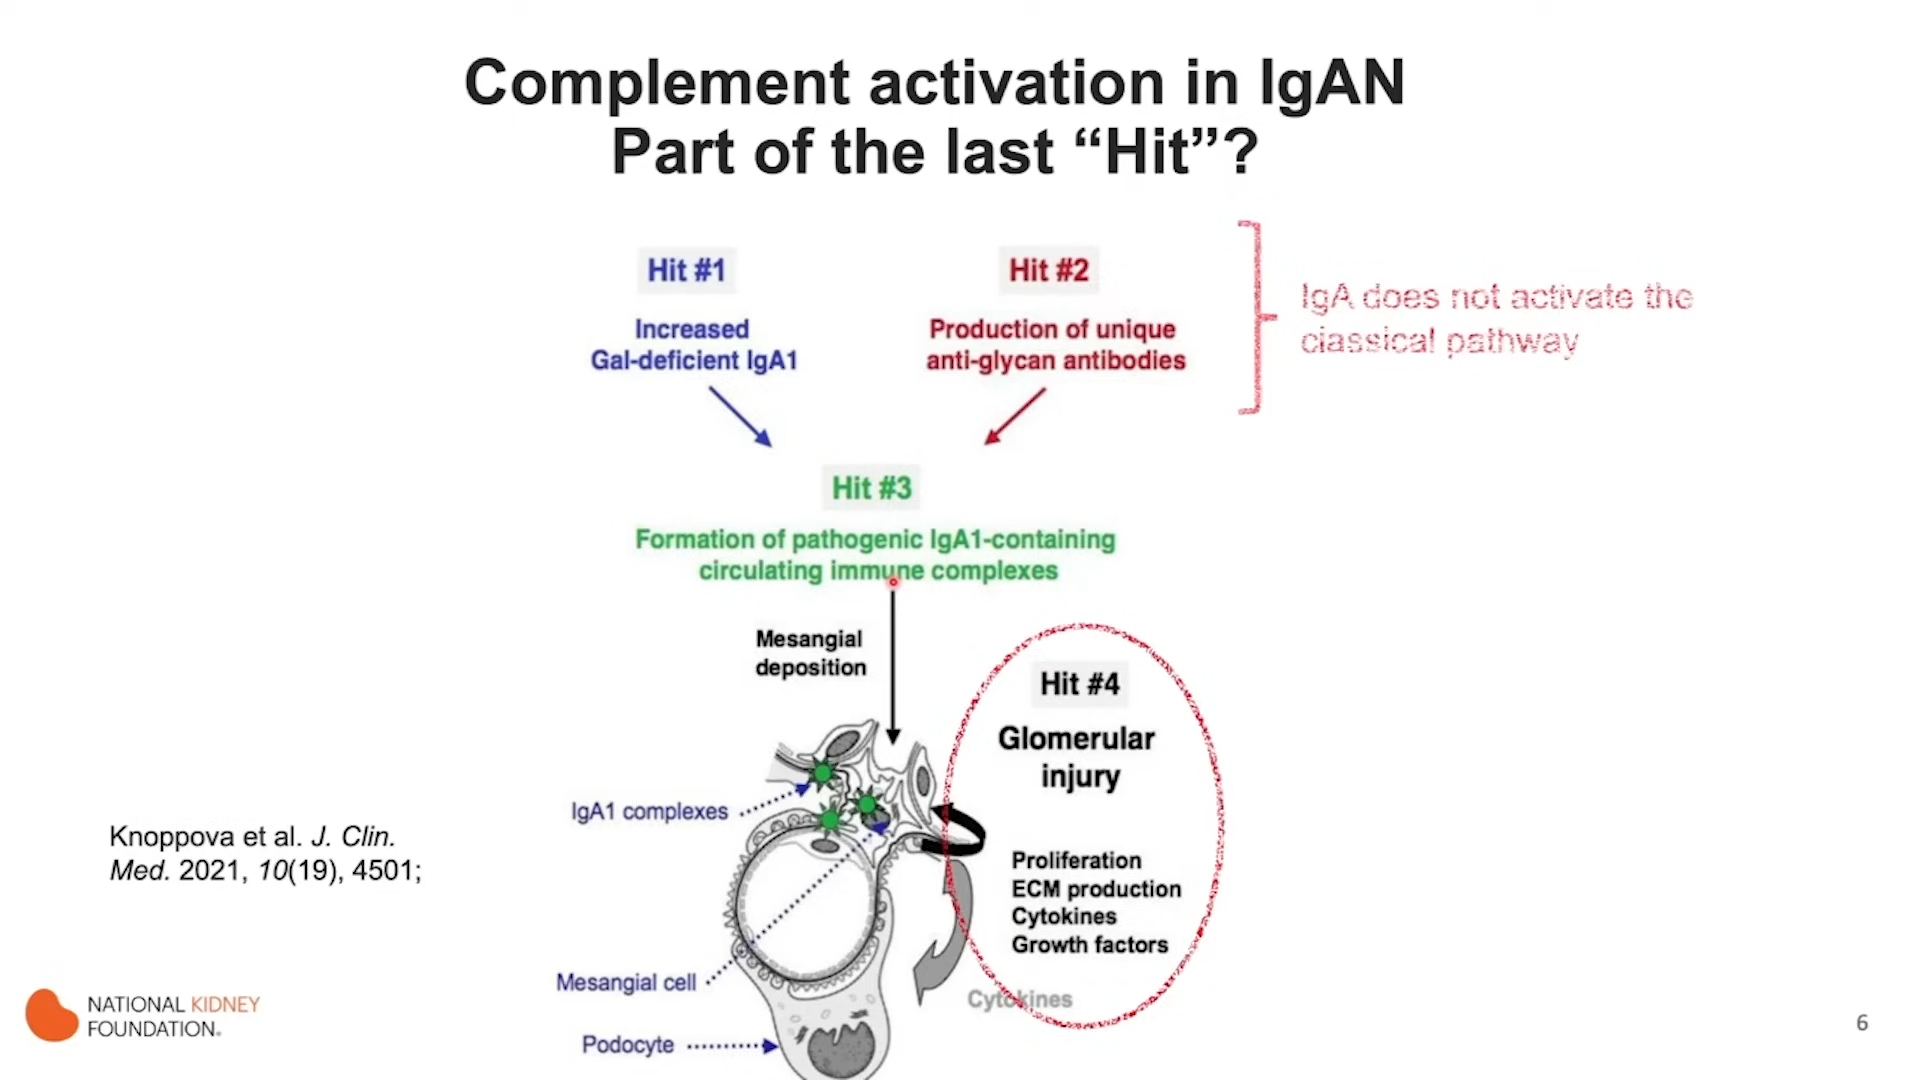 Complement activation in IgAN
Part of the last “Hit”?
Hit #1
Increased
Gal-deficient IgA1
Hit #2
Production of unique
anti-glycan antibodies
IgA does not activate the
classical pathway
Hit #3
Formation of pathogenic IgA1-containing
circulating immune complexes
Mesangial
deposition
Hit #4
Glomerular
injury
IgA1 complexes
Proliferation
ECM production
Cytokines
Growth factors
Mesangial cell
Cytokines
Podocyte
Knoppova et al. J. Clin.
Med. 2021, 10(19), 4501;
NATIONAL KIDNEY
FOUNDATION®
6